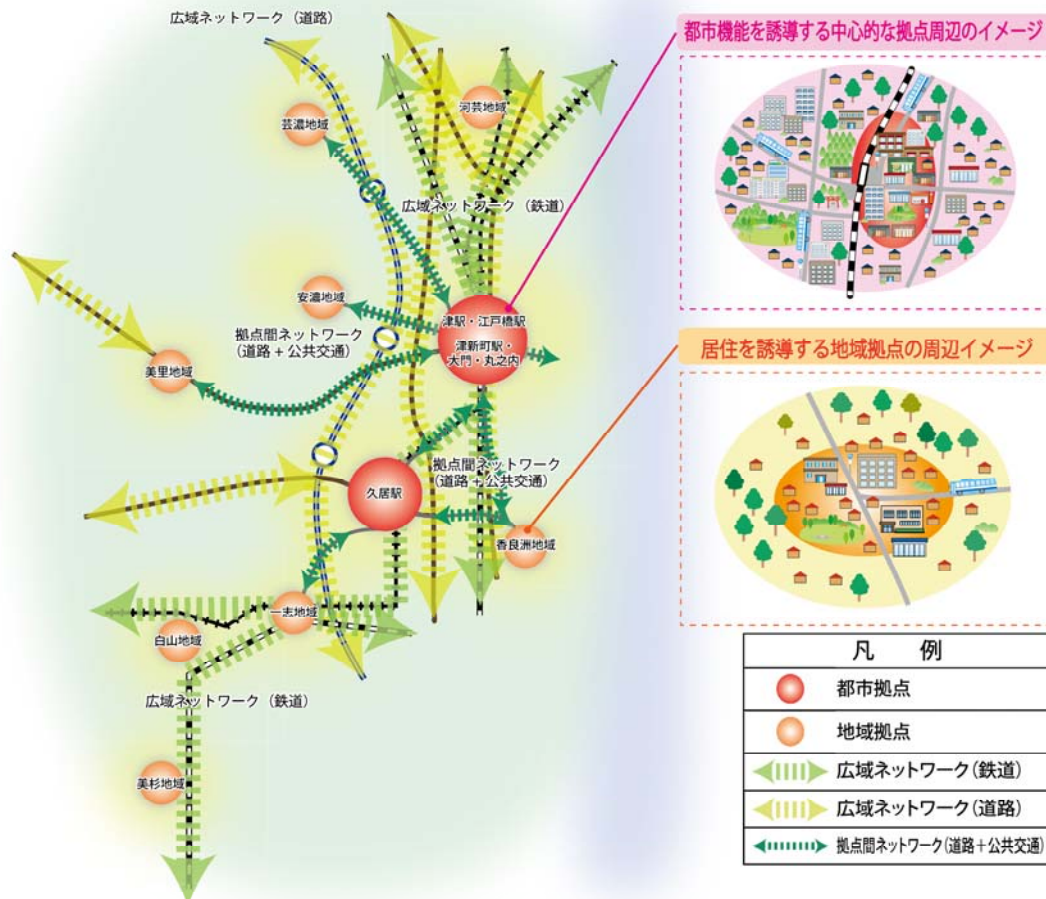 広域ネットワーク（道路）
都市機能を誘導する中心的な拠点周辺のイメージ
河芸地域
芸濃地域
広域ネットワーク（鉄道）
安濃地域
津駅・江戸橋駅
津新町駅・
大門・丸之内
拠点間ネットワーク
（道路＋公共交通）
居住を誘導する地域拠点の周辺イメージ
美里地域
拠点間ネットワーク
（道路＋公共交通）
久居駅
香良洲地域
一志地域
白山地域
広域ネットワーク（鉄道）
美杉地域
凡　例
都市拠点
地域拠点
広域ネットワーク（鉄道）
広域ネットワーク（道路）
拠点間ネットワーク（道路＋公共交通）